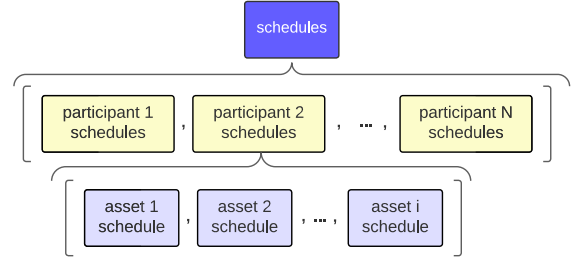 schedules
participant 1 schedules , participant 2 schedules , ... , participant N schedules
asset 1 schedule , asset 2 schedule , ... , asset i schedule